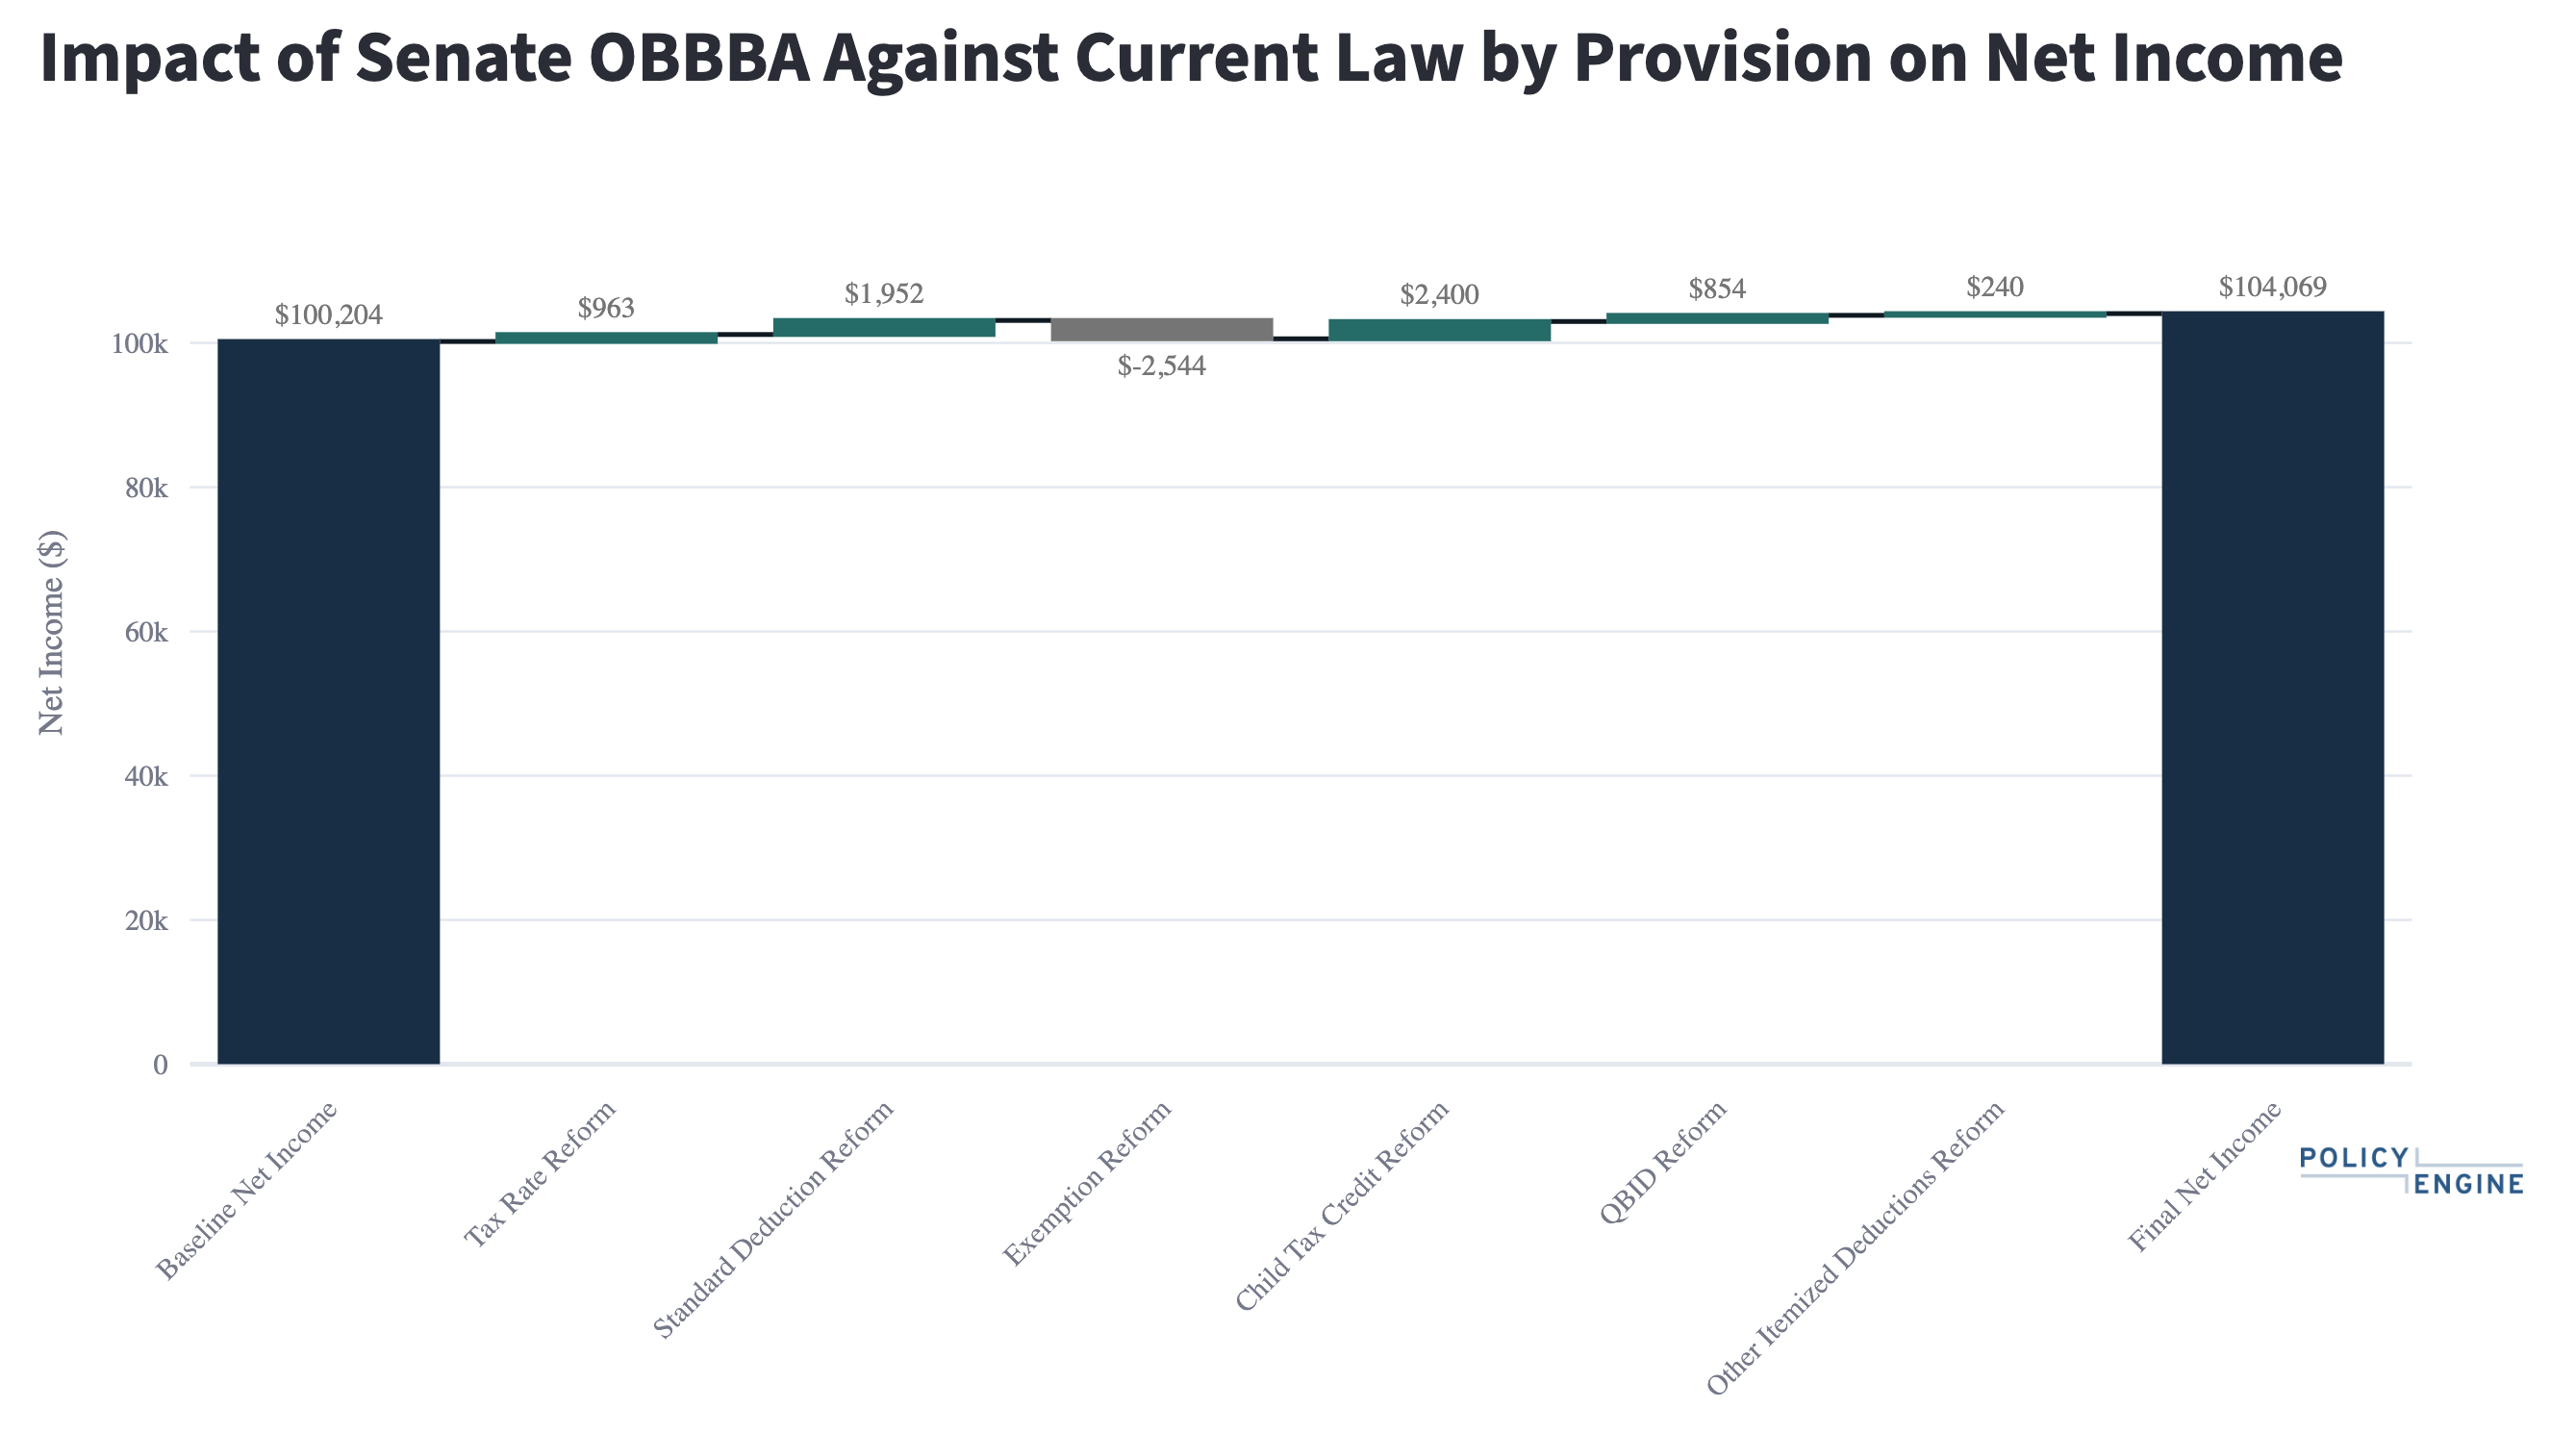 Impact of Senate OBBBA Against Current Law by Provision on Net Income
$100,204
$963
$1,952
$-2,544
$2,400
$854
$240
$104,069
Net Income ($)
100k
80k
60k
40k
20k
0
Baseline Net Income
Tax Rate Reform
Standard Deduction Reform
Exemption Reform
Child Tax Credit Reform
QBID Reform
Other Itemized Deductions Reform
Final Net Income
POLICY
ENGINE